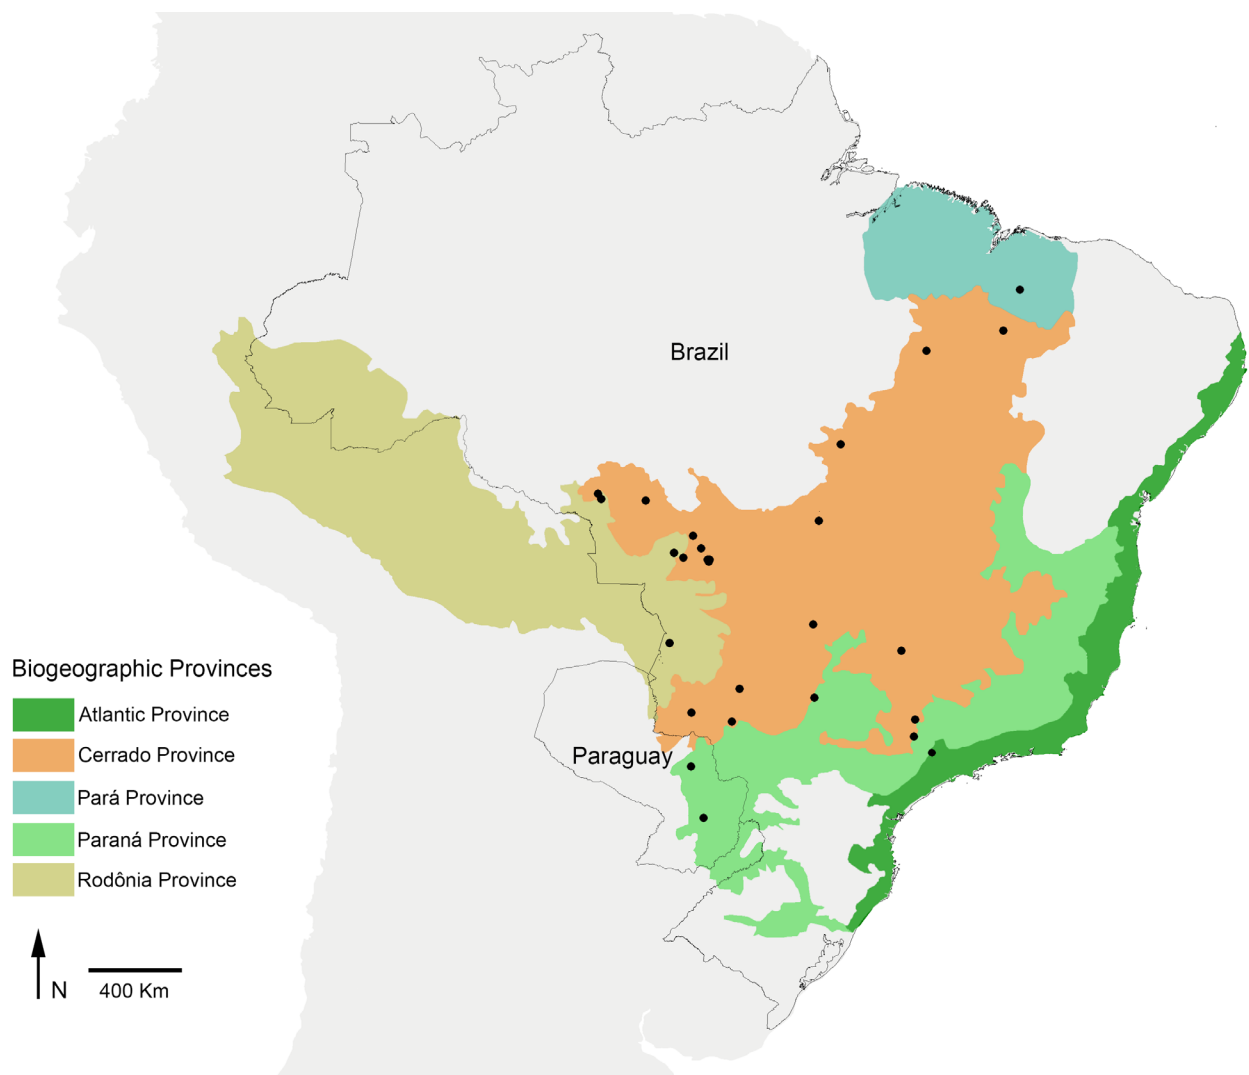 Brazil
Paraguay
Biogeographic Provinces
Atlantic Province
Cerrado Province
Pará Province
Paraná Province
Rodônia Province
N
400 Km